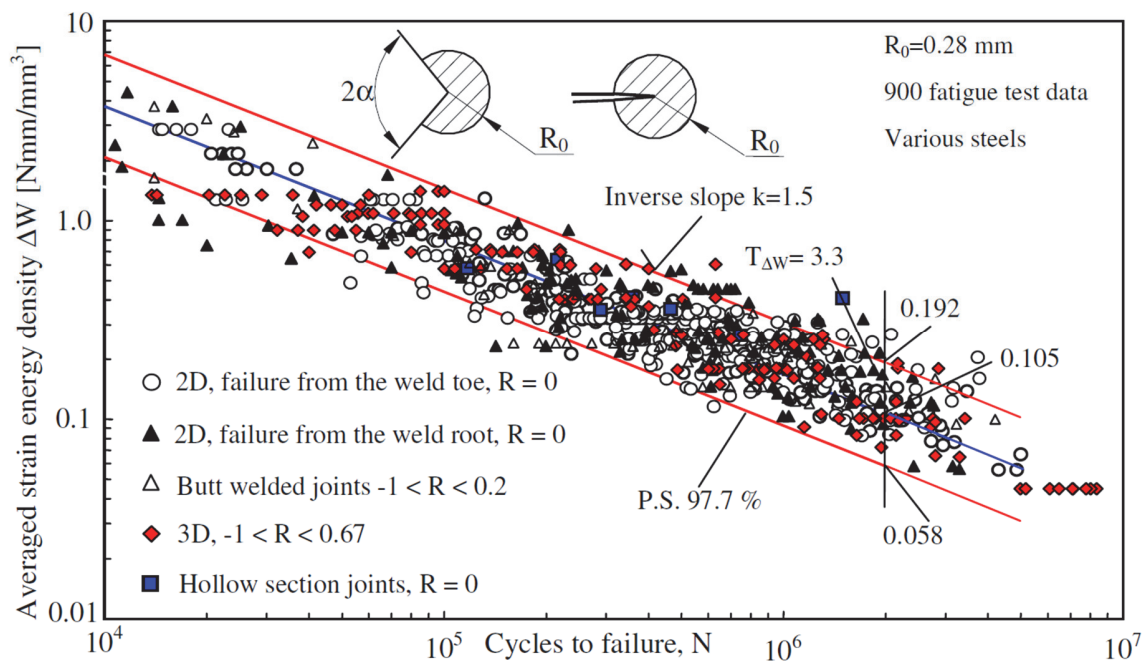 Averaged strain energy density ΔW [Nmm/mm³]
10
1.0
0.1
0.01
2α
R₀
R₀
R₀=0.28 mm
900 fatigue test data
Various steels
Inverse slope k=1.5
T_ΔW= 3.3
0.192
0.105
0.058
P.S. 97.7 %
2D, failure from the weld toe, R = 0
2D, failure from the weld root, R = 0
Butt welded joints -1 < R < 0.2
3D, -1 < R < 0.67
Hollow section joints, R = 0
10⁴
10⁵
10⁶
10⁷
Cycles to failure, N